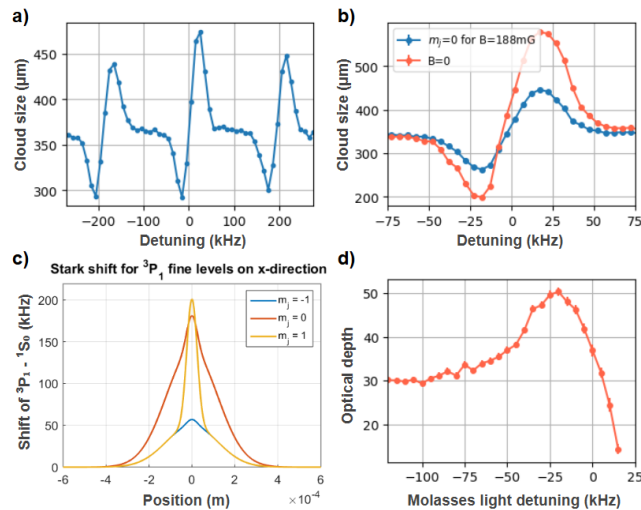 a)
Cloud size (μm)
450
400
350
300
-200
-100
0
100
200
Detuning (kHz)
b)
Cloud size (μm)
500
400
300
200
m_j=0 for B=188mG
B=0
-75
-50
-25
0
25
50
75
Detuning (kHz)
c)
Stark shift for ³P₁ fine levels on x-direction
Shift of ³P₁ - ¹S₀ (kHz)
200
150
100
50
0
m_j = -1
m_j = 0
m_j = 1
-6
-4
-2
0
2
4
6
Position (m)
×10⁻⁴
d)
Optical depth
50
40
30
20
-100
-75
-50
-25
0
25
Molasses light detuning (kHz)